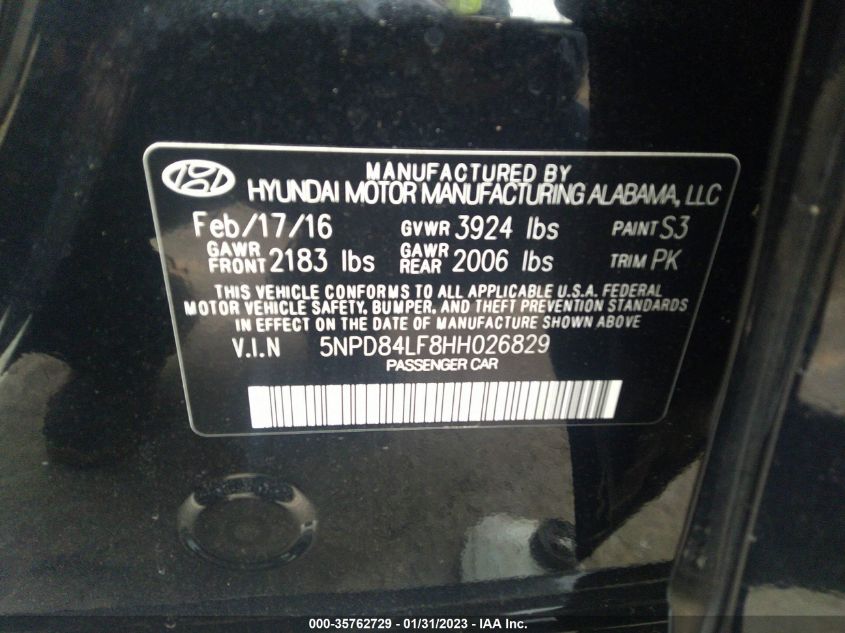 MANUFACTURED BY
HYUNDAI MOTOR MANUFACTURING ALABAMA, LLC
Feb/17/16 GVWR 3924 lbs PAINT S3
GAWR FRONT 2183 lbs GAWR REAR 2006 lbs TRIM PK
THIS VEHICLE CONFORMS TO ALL APPLICABLE U.S.A. FEDERAL
MOTOR VEHICLE SAFETY, BUMPER, AND THEFT PREVENTION STANDARDS
IN EFFECT ON THE DATE OF MANUFACTURE SHOWN ABOVE
V.I.N 5NPD84LF8HH026829
PASSENGER CAR
000-35762729 - 01/31/2023 - IAA Inc.